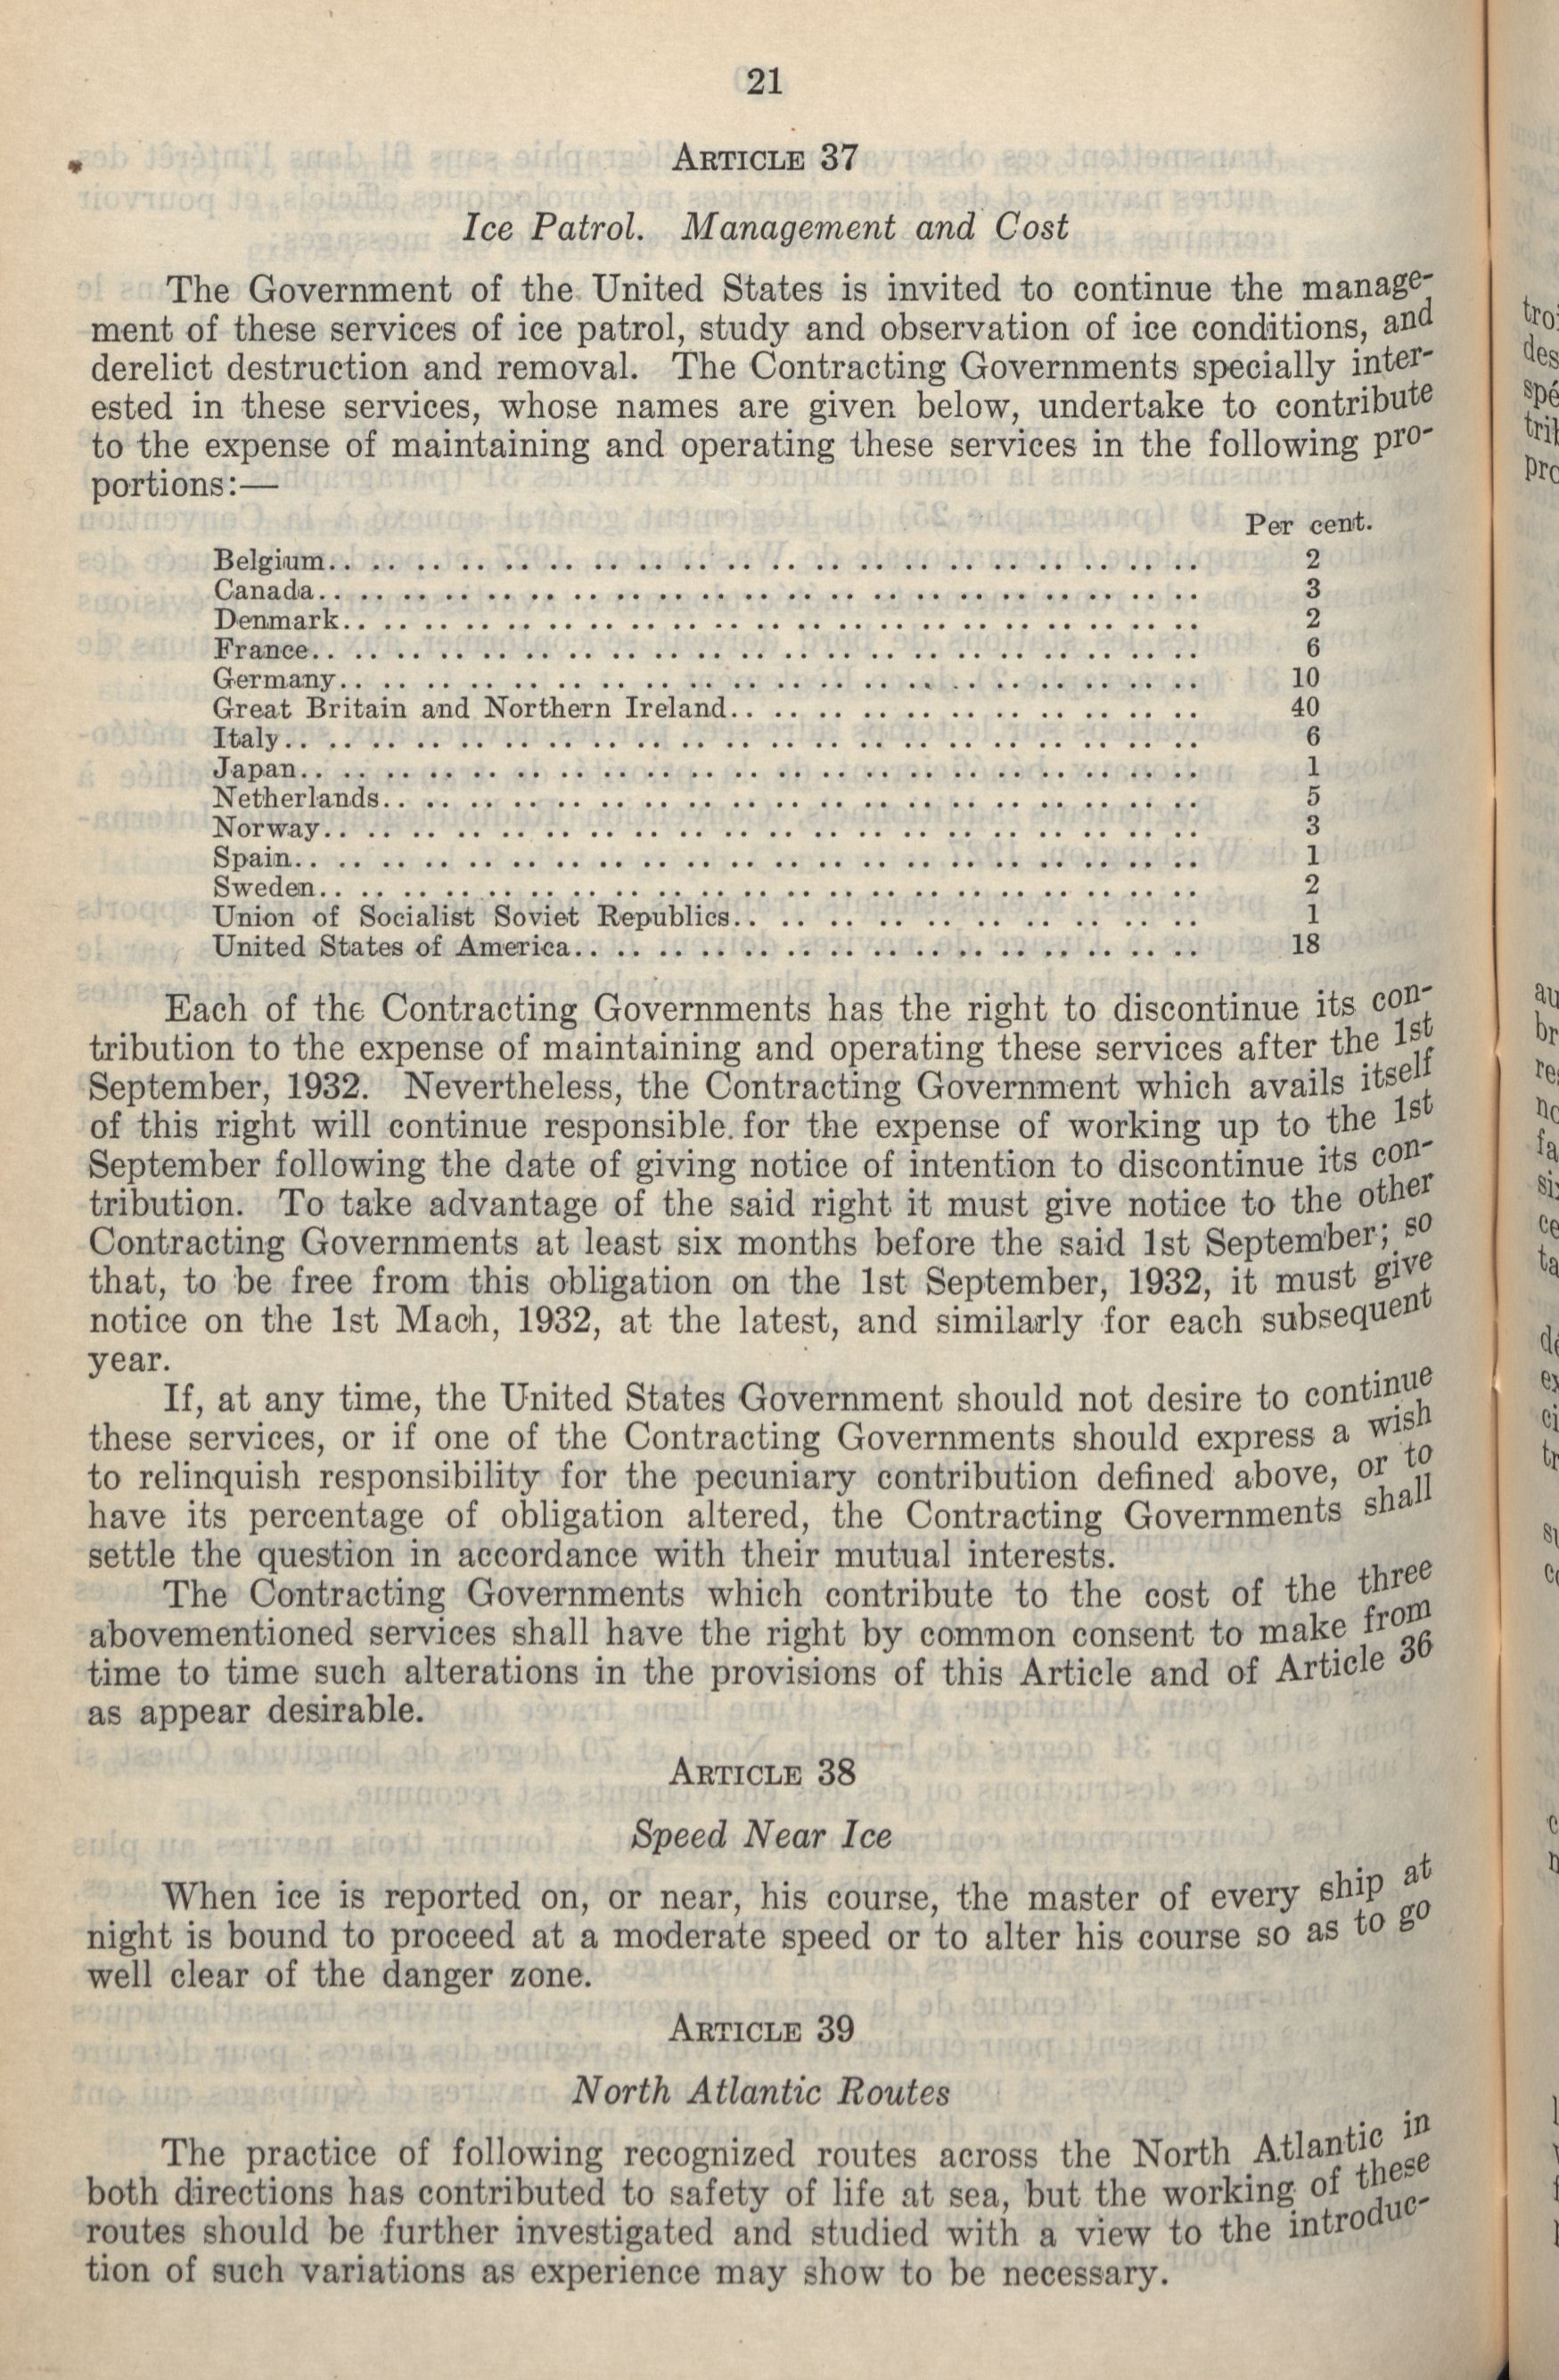 21
ARTICLE 37
Ice Patrol. Management and Cost
The Government of the United States is invited to continue the manage-
ment of these services of ice patrol, study and observation of ice conditions, and
derelict destruction and removal. The Contracting Governments specially inter-
ested in these services, whose names are given below, undertake to contribute
to the expense of maintaining and operating these services in the following pro-
portions:—
Per cent.
Belgium.. .. .. .. .. .. .. .. .. .. .. .. .. .. .. .. .. .. .. .. 2
Canada.. .. .. .. .. .. .. .. .. .. .. .. .. .. .. .. .. .. .. .. .. 3
Denmark.. .. .. .. .. .. .. .. .. .. .. .. .. .. .. .. .. .. .. .. .. 2
France.. .. .. .. .. .. .. .. .. .. .. .. .. .. .. .. .. .. .. .. .. 6
Germany.. .. .. .. .. .. .. .. .. .. .. .. .. .. .. .. .. .. .. .. 10
Great Britain and Northern Ireland.. .. .. .. .. .. .. .. .. .. .. 40
Italy.. .. .. .. .. .. .. .. .. .. .. .. .. .. .. .. .. .. .. .. .. 6
Japan.. .. .. .. .. .. .. .. .. .. .. .. .. .. .. .. .. .. .. .. .. 1
Netherlands.. .. .. .. .. .. .. .. .. .. .. .. .. .. .. .. .. .. .. 5
Norway.. .. .. .. .. .. .. .. .. .. .. .. .. .. .. .. .. .. .. .. .. 3
Spain.. .. .. .. .. .. .. .. .. .. .. .. .. .. .. .. .. .. .. .. .. 1
Sweden.. .. .. .. .. .. .. .. .. .. .. .. .. .. .. .. .. .. .. .. .. 2
Union of Socialist Soviet Republics.. .. .. .. .. .. .. .. .. .. .. 1
United States of America.. .. .. .. .. .. .. .. .. .. .. .. .. .. .. 18
Each of the Contracting Governments has the right to discontinue its con-
tribution to the expense of maintaining and operating these services after the 1st
September, 1932. Nevertheless, the Contracting Government which avails itself
of this right will continue responsible. for the expense of working up to the 1st
September following the date of giving notice of intention to discontinue its con-
tribution. To take advantage of the said right it must give notice to the other
Contracting Governments at least six months before the said 1st September; so
that, to be free from this obligation on the 1st September, 1932, it must give
notice on the 1st Mach, 1932, at the latest, and similarly for each subsequent
year.
If, at any time, the United States Government should not desire to continue
these services, or if one of the Contracting Governments should express a wish
to relinquish responsibility for the pecuniary contribution defined above, or to
have its percentage of obligation altered, the Contracting Governments shall
settle the question in accordance with their mutual interests.
The Contracting Governments which contribute to the cost of the three
abovementioned services shall have the right by common consent to make from
time to time such alterations in the provisions of this Article and of Article 36
as appear desirable.
ARTICLE 38
Speed Near Ice
When ice is reported on, or near, his course, the master of every ship at
night is bound to proceed at a moderate speed or to alter his course so as to go
well clear of the danger zone.
ARTICLE 39
North Atlantic Routes
The practice of following recognized routes across the North Atlantic in
both directions has contributed to safety of life at sea, but the working of these
routes should be further investigated and studied with a view to the introduc-
tion of such variations as experience may show to be necessary.